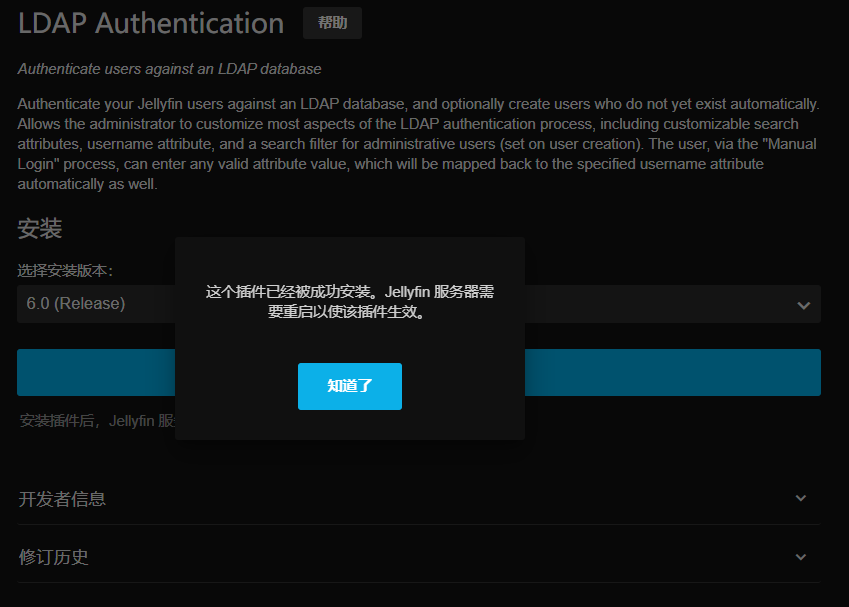 LDAP Authentication 帮助
Authenticate users against an LDAP database
Authenticate your Jellyfin users against an LDAP database, and optionally create users who do not yet exist automatically.
Allows the administrator to customize most aspects of the LDAP authentication process, including customizable search
attributes, username attribute, and a search filter for administrative users (set on user creation). The user, via the "Manual
Login" process, can enter any valid attribute value, which will be mapped back to the specified username attribute
automatically as well.
安装
选择安装版本：
6.0 (Release)
这个插件已经被成功安装。Jellyfin 服务器需
要重启以使该插件生效。
知道了
安装插件后，Jellyfin 服
开发者信息
修订历史